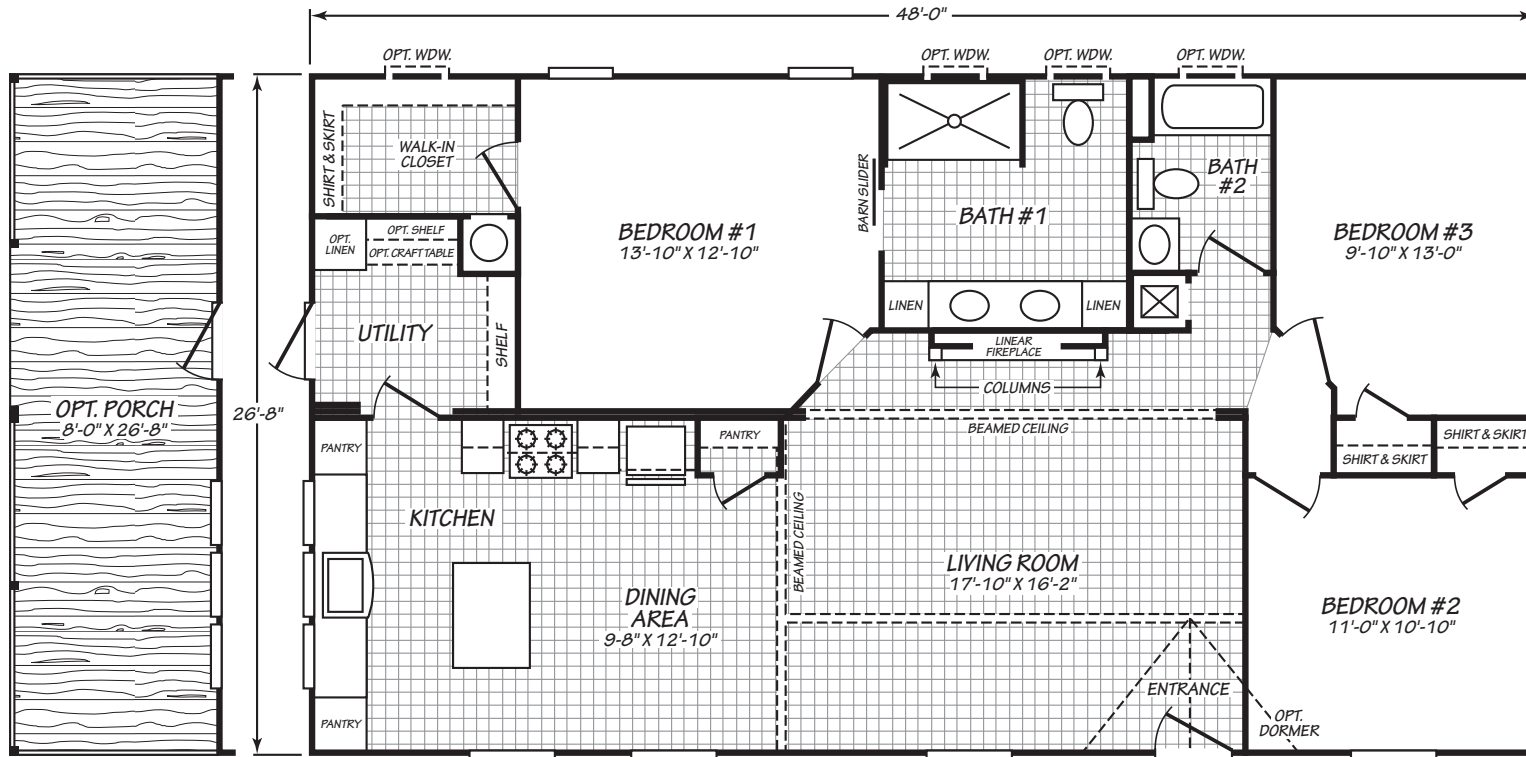 48'-0"
OPT. WDW.
OPT. WDW.
OPT. WDW.
OPT. WDW.
SHIRT & SKIRT
WALK-IN
CLOSET
BARN SLIDER
BATH
#2
BATH #1
BEDROOM #1
13'-10" X 12'-10"
BEDROOM #3
9'-10" X 13'-0"
OPT.
LINEN
OPT. SHELF
OPT. CRAFT TABLE
LINEN
LINEN
UTILITY
SHELF
LINEAR
FIREPLACE
COLUMNS
OPT. PORCH
8'-0" X 26'-8"
26'-8"
BEAMED CEILING
PANTRY
PANTRY
SHIRT & SKIRT
SHIRT & SKIRT
KITCHEN
BEAMED CEILING
LIVING ROOM
17'-10" X 16'-2"
DINING
AREA
9-8" X 12'-10"
BEDROOM #2
11'-0" X 10'-10"
ENTRANCE
PANTRY
OPT.
DORMER